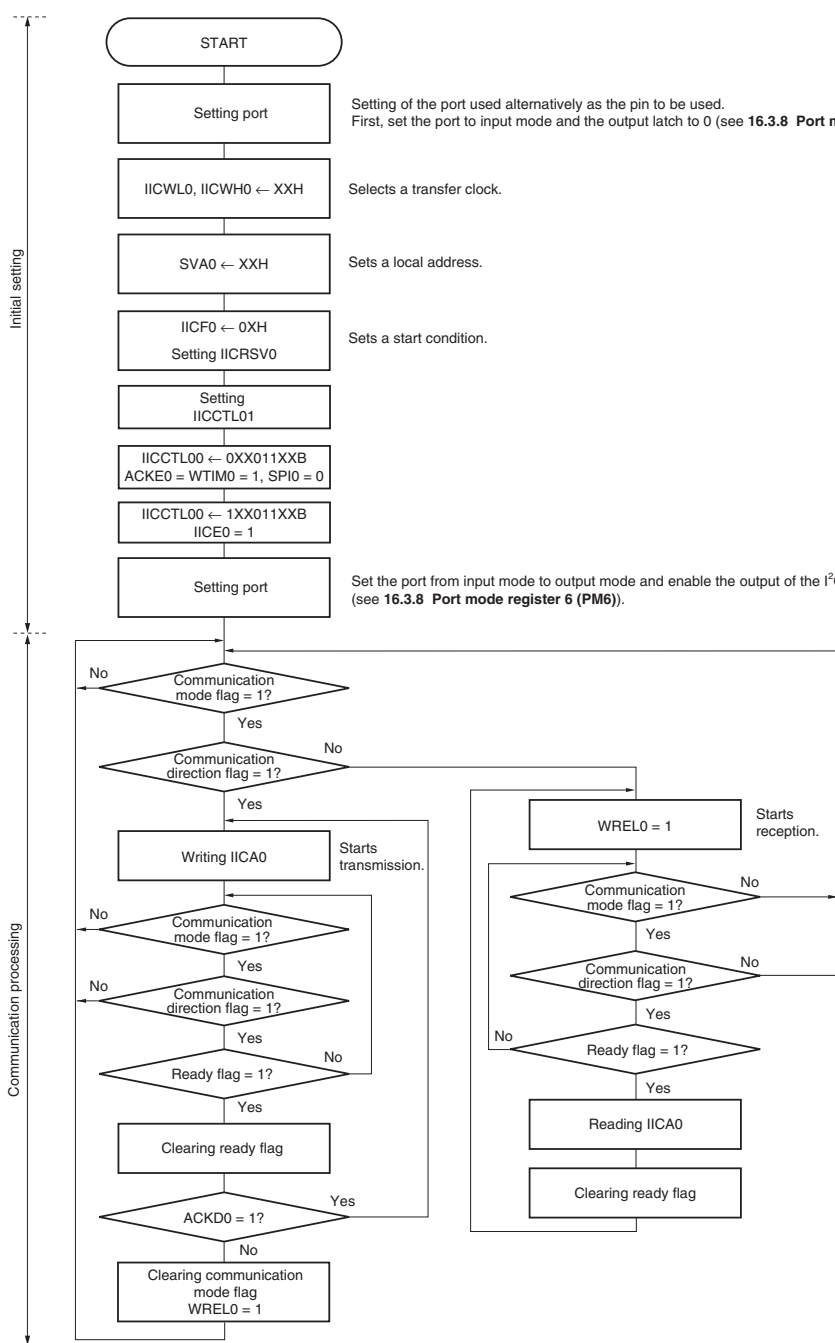 START
Setting port
Setting of the port used alternatively as the pin to be used.
First, set the port to input mode and the output latch to 0 (see 16.3.8 Port
IICWL0, IICWH0 ← XXH
Selects a transfer clock.
SVA0 ← XXH
Sets a local address.
IICF0 ← 0XH
Setting IICRSV0
Sets a start condition.
Setting
IICCTL01
IICCTL00 ← 0XX011XXB
ACKE0 = WTIM0 = 1, SPI0 = 0
IICCTL00 ← 1XX011XXB
IICE0 = 1
Setting port
Set the port from input mode to output mode and enable the output of the
(see 16.3.8 Port mode register 6 (PM6)).
Initial setting
Communication processing
No
Communication
mode flag = 1?
Yes
Communication
direction flag = 1?
No
Yes
Writing IICA0
Starts
transmission.
No
Communication
mode flag = 1?
Yes
No
Communication
direction flag = 1?
Yes
Ready flag = 1?
No
Yes
Clearing ready flag
ACKD0 = 1?
Yes
No
Clearing communication
mode flag
WREL0 = 1
WREL0 = 1
Starts
reception.
Communication
mode flag = 1?
No
Yes
Communication
direction flag = 1?
No
Yes
No
Ready flag = 1?
Yes
Reading IICA0
Clearing ready flag